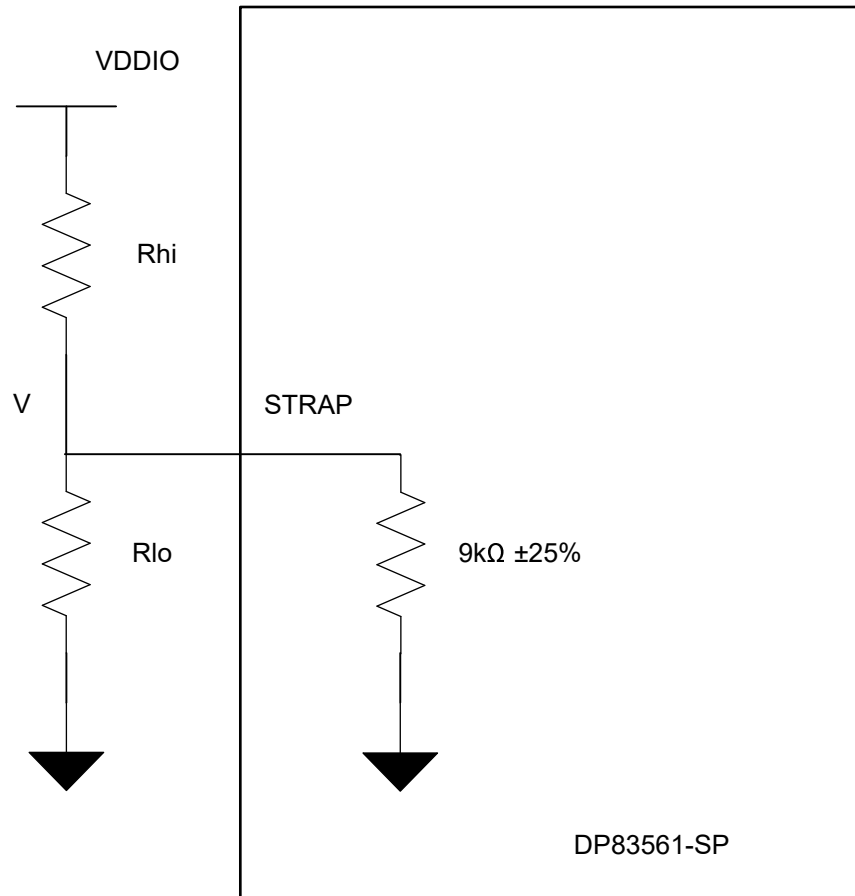 VDDIO
Rhi
V
STRAP
Rlo
9kΩ ±25%
DP83561-SP